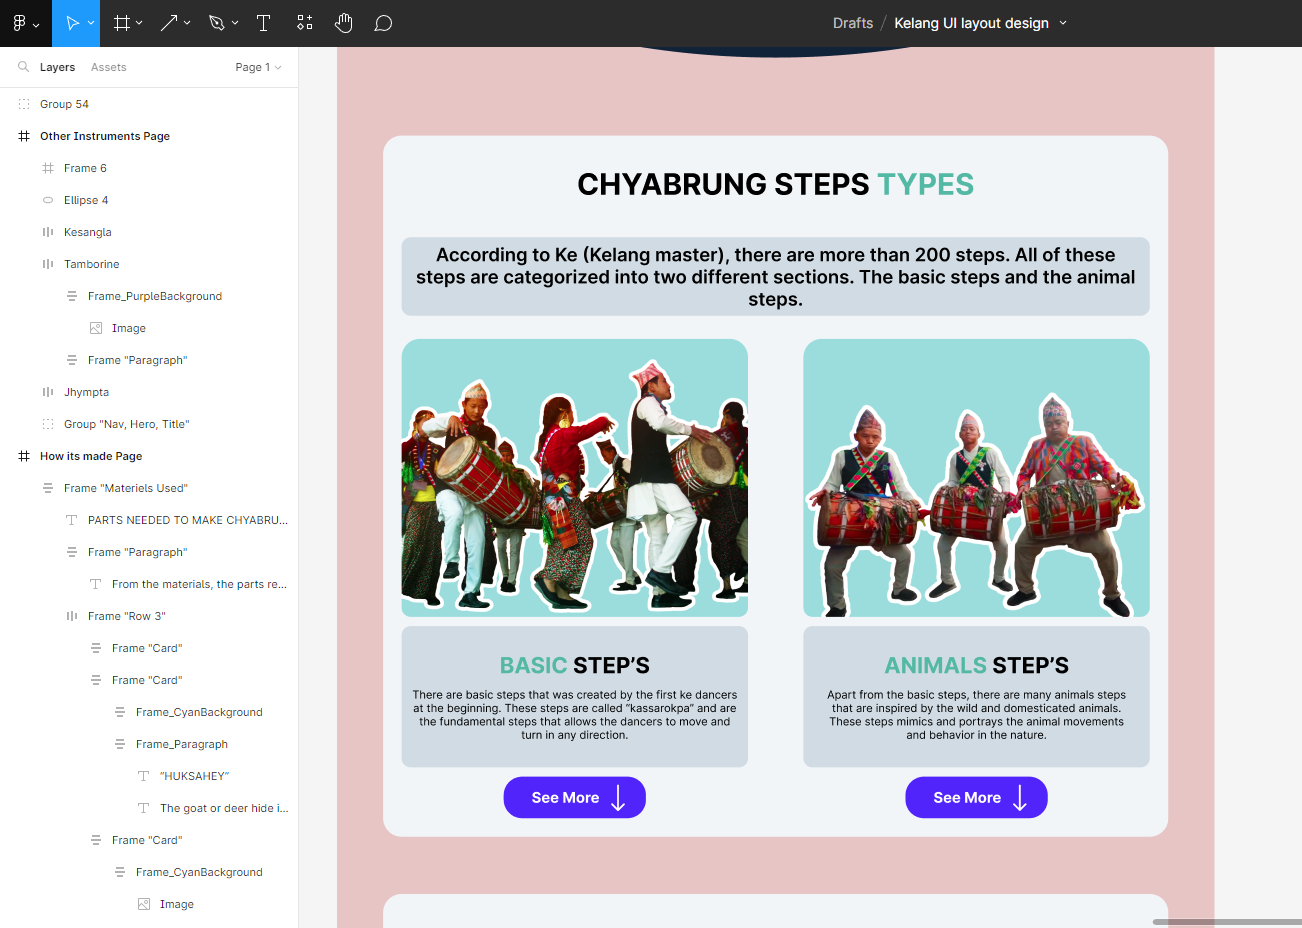 Drafts / Kelang UI layout design
Layers Assets Page 1
Group 54
Other Instruments Page
Frame 6
Ellipse 4
Kesangla
Tamborine
Frame_PurpleBackground
Image
Frame "Paragraph"
Jhympta
Group "Nav, Hero, Title"
How its made Page
Frame "Materiels Used"
PARTS NEEDED TO MAKE CHYABRU...
Frame "Paragraph"
From the materials, the parts re...
Frame "Row 3"
Frame "Card"
Frame "Card"
Frame_CyanBackground
Frame_Paragraph
"HUKSAHEY"
The goat or deer hide i...
Frame "Card"
Frame_CyanBackground
Image
CHYABRUNG STEPS TYPES
According to Ke (Kelang master), there are more than 200 steps. All of these
steps are categorized into two different sections. The basic steps and the animal
steps.
BASIC STEP’S
There are basic steps that was created by the first ke dancers
at the beginning. These steps are called “kassarokpa” and are
the fundamental steps that allows the dancers to move and
turn in any direction.
See More
ANIMALS STEP’S
Apart from the basic steps, there are many animals steps
that are inspired by the wild and domesticated animals.
These steps mimics and portrays the animal movements
and behavior in the nature.
See More